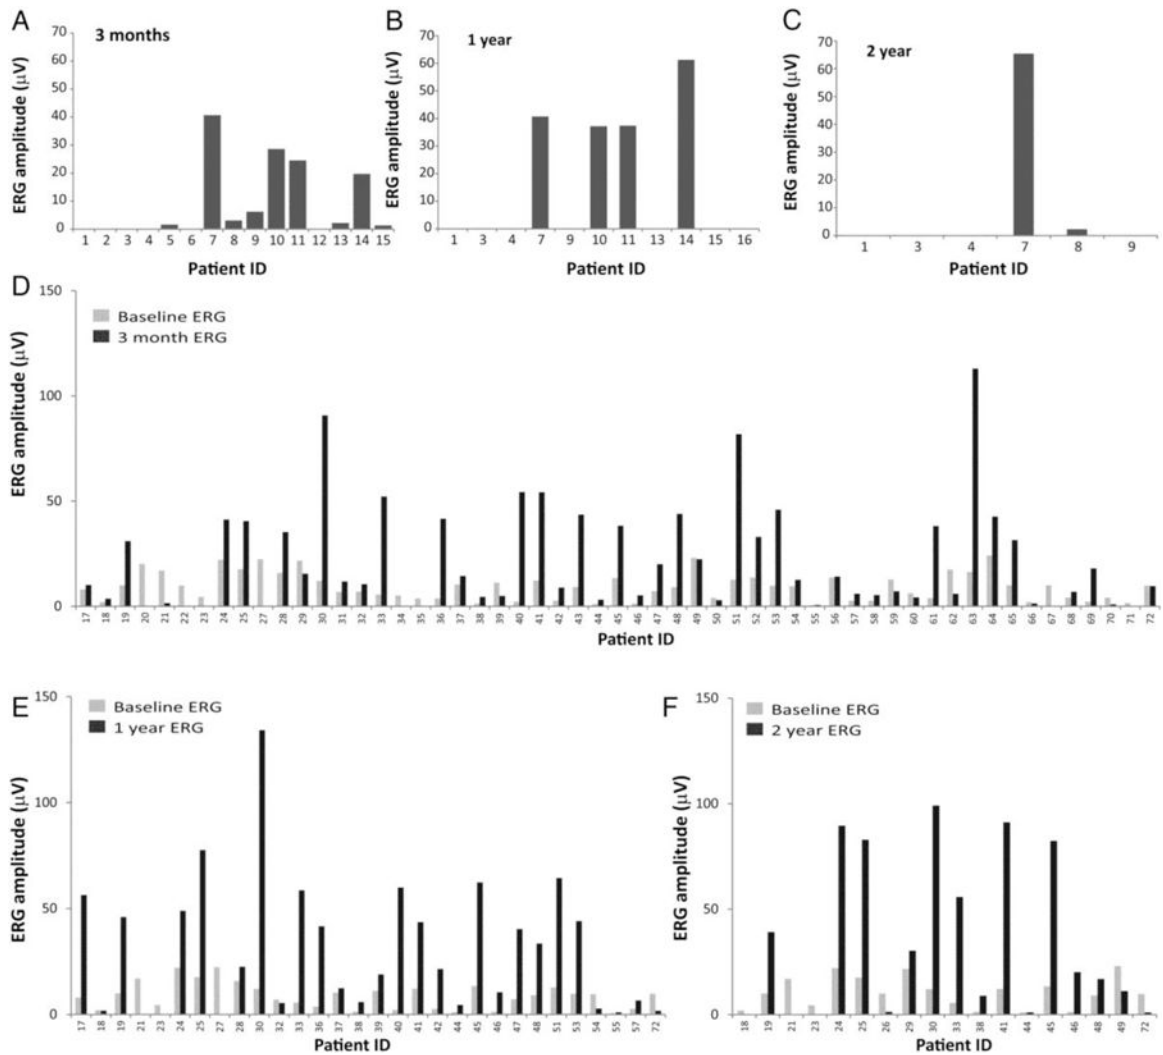 A
3 months
ERG amplitude (µV)
70
60
50
40
30
20
10
0
1 2 3 4 5 6 7 8 9 10 11 12 13 14 15
Patient ID
B
1 year
ERG amplitude (µV)
70
60
50
40
30
20
10
0
1 3 4 7 9 10 11 13 14 15 16
Patient ID
C
2 year
ERG amplitude (µV)
70
60
50
40
30
20
10
0
1 3 4 7 8 9
Patient ID
D
Baseline ERG
3 month ERG
ERG amplitude (µV)
150
100
50
0
17 18 19 20 21 22 23 24 25 27 28 29 30 31 32 33 34 35 36 37 38 39 40 41 42 43 44 45 46 47 48 49 50 51 52 53 54 55 56 57 58 59 60 61 62 63 64 65 66 67 68 69 70 71 72
Patient ID
E
Baseline ERG
1 year ERG
ERG amplitude (µV)
150
100
50
0
17 18 19 21 23 24 25 27 28 30 32 33 36 37 38 39 40 41 42 44 45 46 47 48 51 53 54 55 57 72
Patient ID
F
Baseline ERG
2 year ERG
ERG amplitude (µV)
150
100
50
0
18 19 21 23 24 25 26 29 30 33 38 41 44 45 46 48 49 72
Patient ID